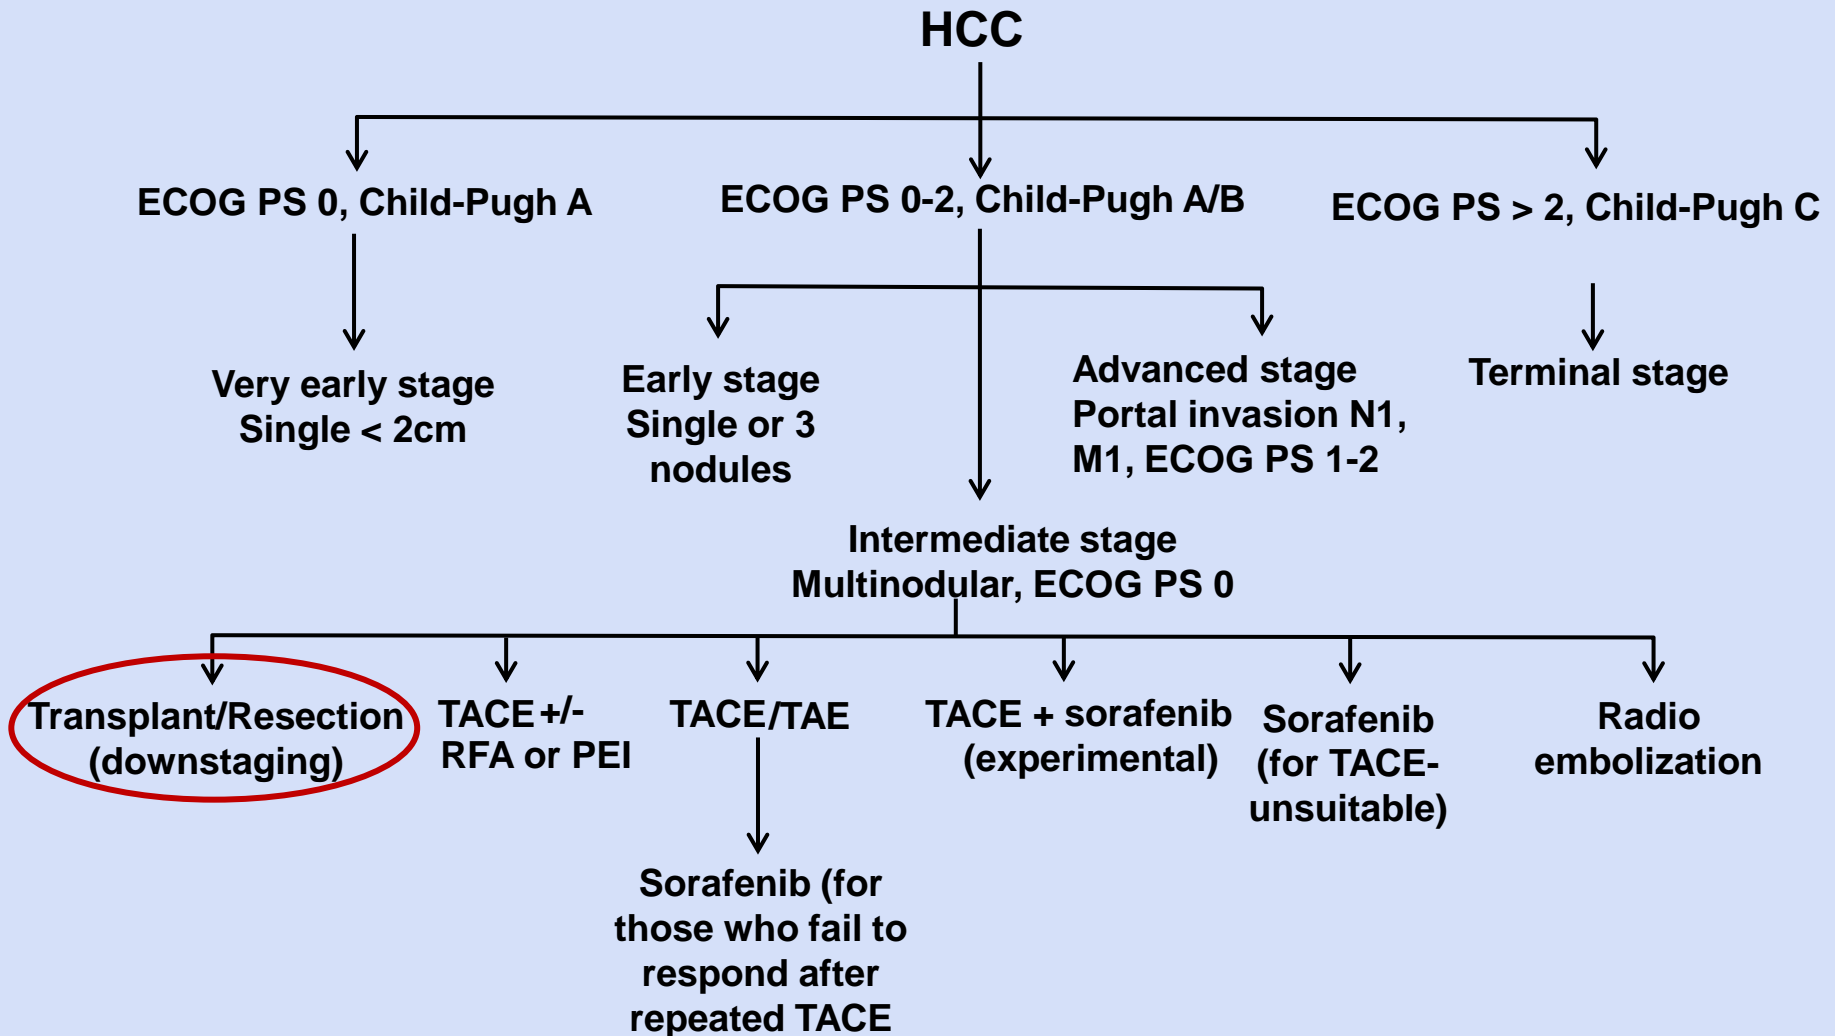 HCC
ECOG PS 0, Child-Pugh A
ECOG PS 0-2, Child-Pugh A/B
ECOG PS > 2, Child-Pugh C
Very early stage
Single < 2cm
Early stage
Single or 3
nodules
Advanced stage
Portal invasion N1,
M1, ECOG PS 1-2
Terminal stage
Intermediate stage
Multinodular, ECOG PS 0
Transplant/Resection
(downstaging)
TACE +/-
RFA or PEI
TACE/TAE
TACE + sorafenib
(experimental)
Sorafenib
(for TACE-
unsuitable)
Radio
embolization
Sorafenib (for
those who fail to
respond after
repeated TACE